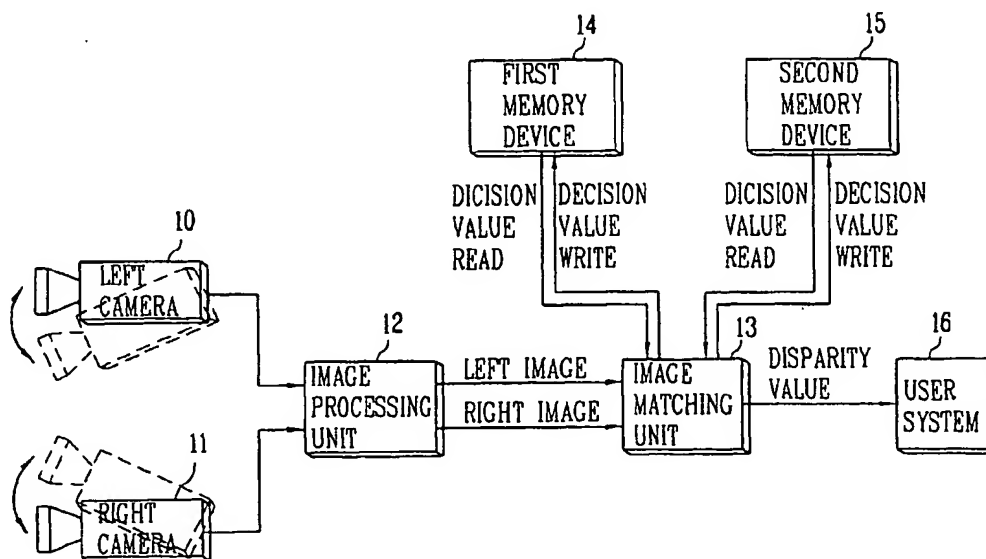 14
FIRST
MEMORY
DEVICE
15
SECOND
MEMORY
DEVICE
DICISION
VALUE
READ
DECISION
VALUE
WRITE
DICISION
VALUE
READ
DECISION
VALUE
WRITE
10
LEFT
CAMERA
12
IMAGE
PROCESSING
UNIT
LEFT IMAGE
RIGHT IMAGE
13
IMAGE
MATCHING
UNIT
DISPARITY
VALUE
16
USER
SYSTEM
11
RIGHT
CAMERA